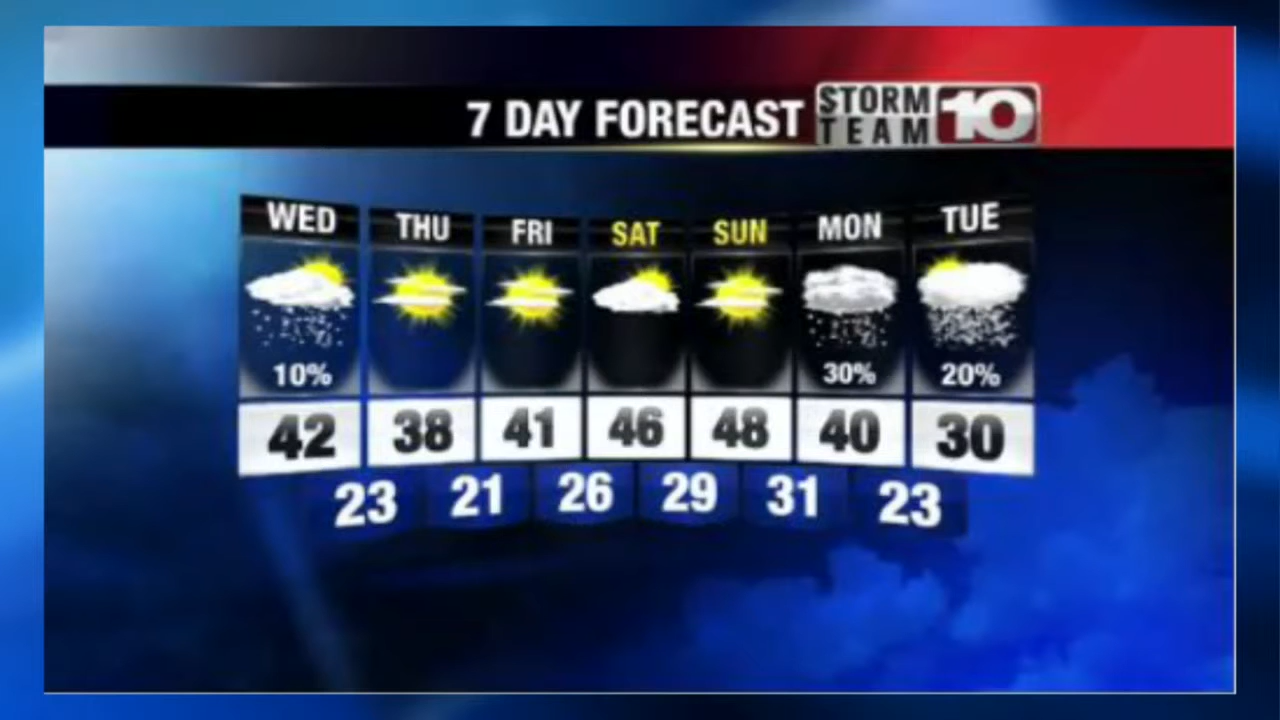 7 DAY FORECAST STORM TEAM 10
WED THU FRI SAT SUN MON TUE
10% 30% 20%
42 38 41 46 48 40 30
23 21 26 29 31 23